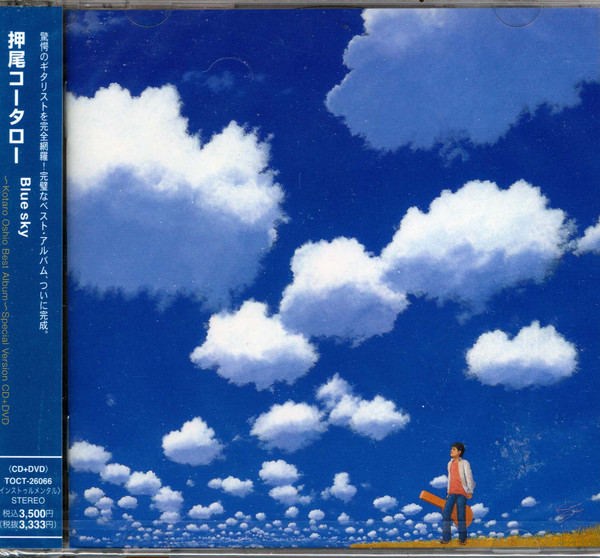 驚愕のギタリストを完全網羅！完璧なベスト・アルバム、ついに完成。
押尾コータロー
Blue sky
～Kotaro Oshio Best Album～Special Version CD+DVD
〈CD+DVD〉
TOCT-26066
(インストゥルメンタル)
STEREO
税込3,500円
(税抜3,333円)